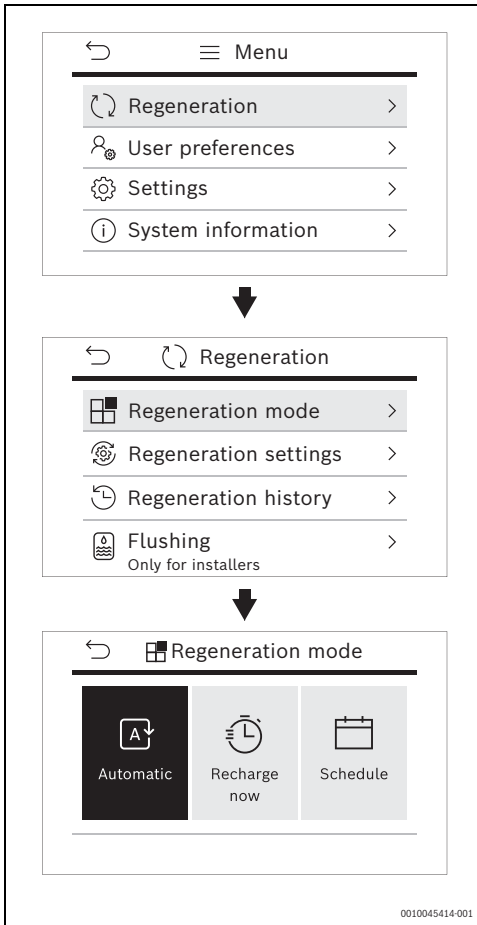 Menu
Regeneration
User preferences
Settings
System information
Regeneration
Regeneration mode
Regeneration settings
Regeneration history
Flushing
Only for installers
Regeneration mode
A
Automatic
Recharge
now
Schedule
0010045414-001